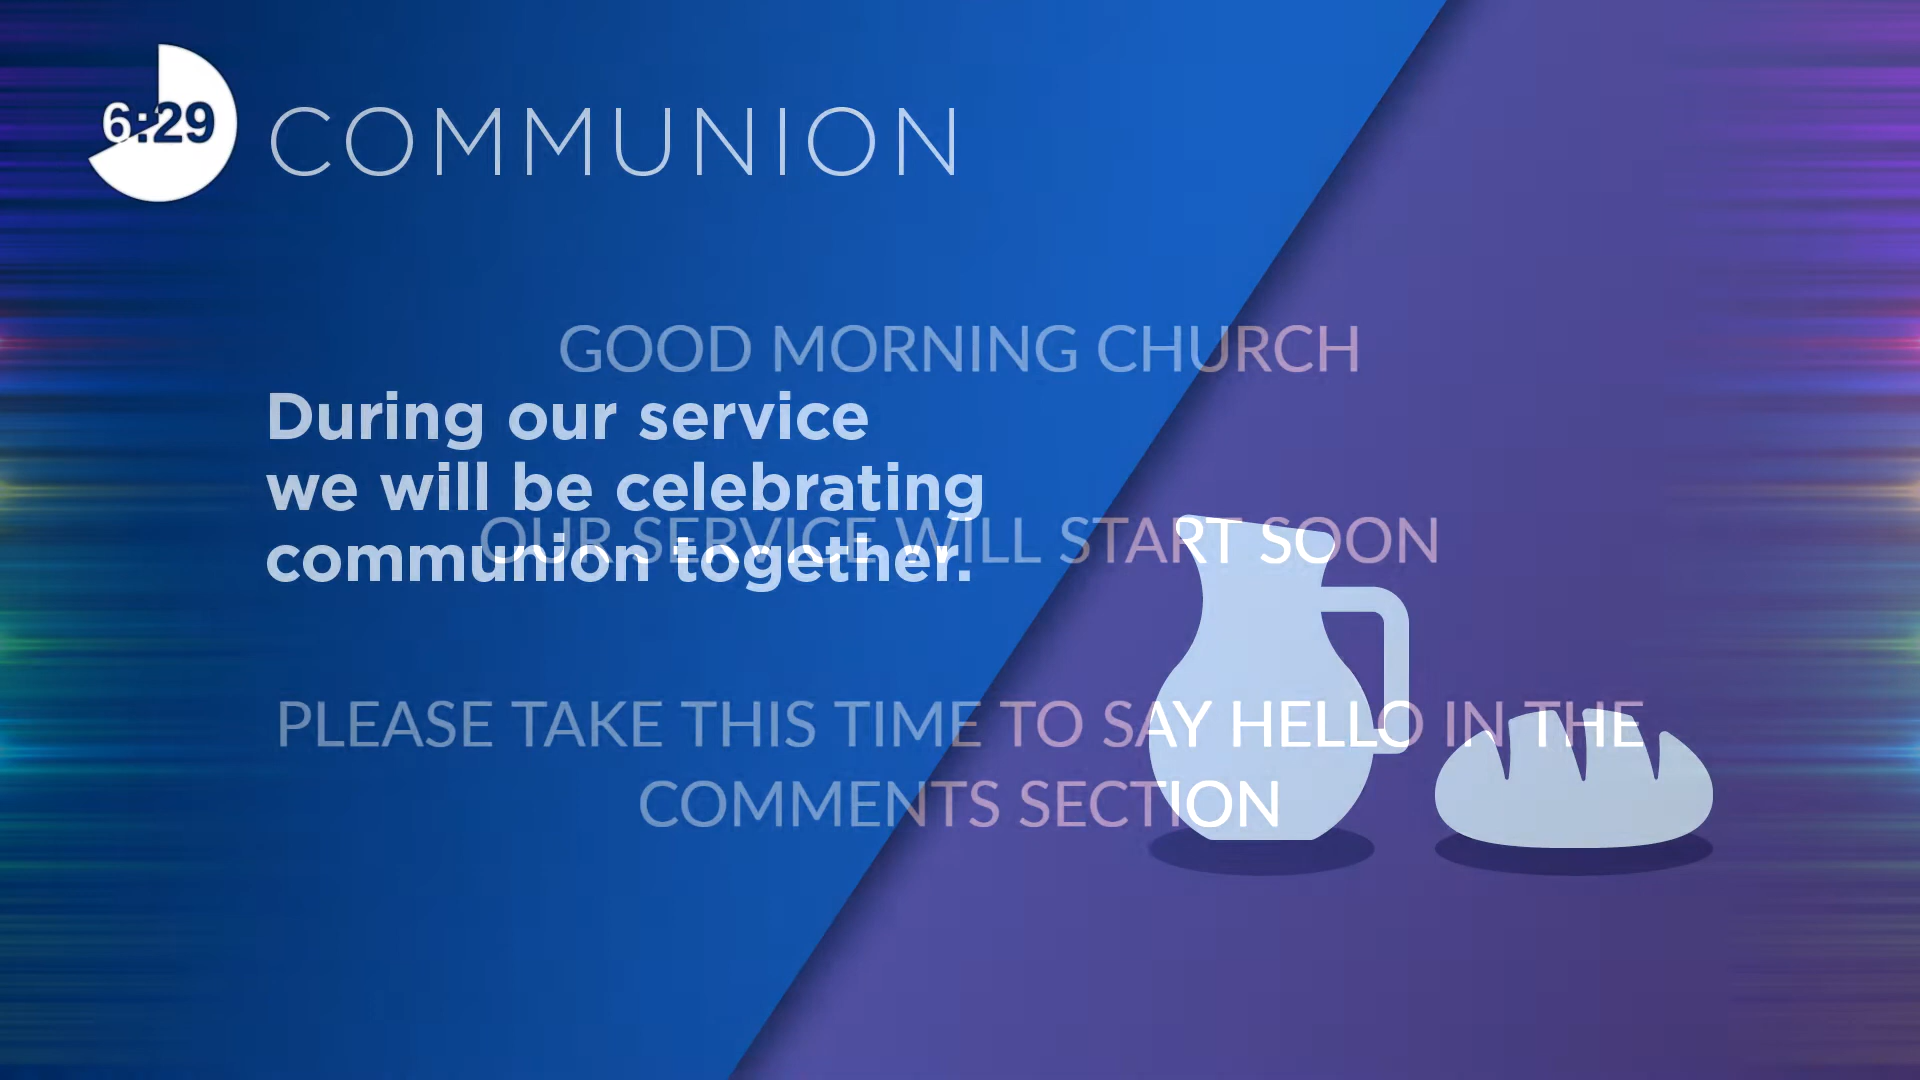 6:29
COMMUNION
GOOD MORNING CHURCH
During our service
we will be celebrating
communion together.
OUR SERVICE WILL START SOON
PLEASE TAKE THIS TIME TO SAY HELLO IN THE
COMMENTS SECTION